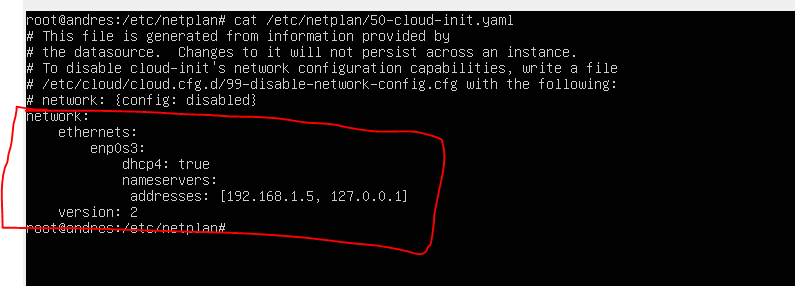 root@andres:/etc/netplan# cat /etc/netplan/50-cloud-init.yaml
# This file is generated from information provided by
# the datasource.  Changes to it will not persist across an instance.
# To disable cloud-init's network configuration capabilities, write a file
# /etc/cloud/cloud.cfg.d/99-disable-network-config.cfg with the following:
# network: {config: disabled}
network:
    ethernets:
        enp0s3:
            dhcp4: true
            nameservers:
             addresses: [192.168.1.5, 127.0.0.1]
    version: 2
root@andres:/etc/netplan#